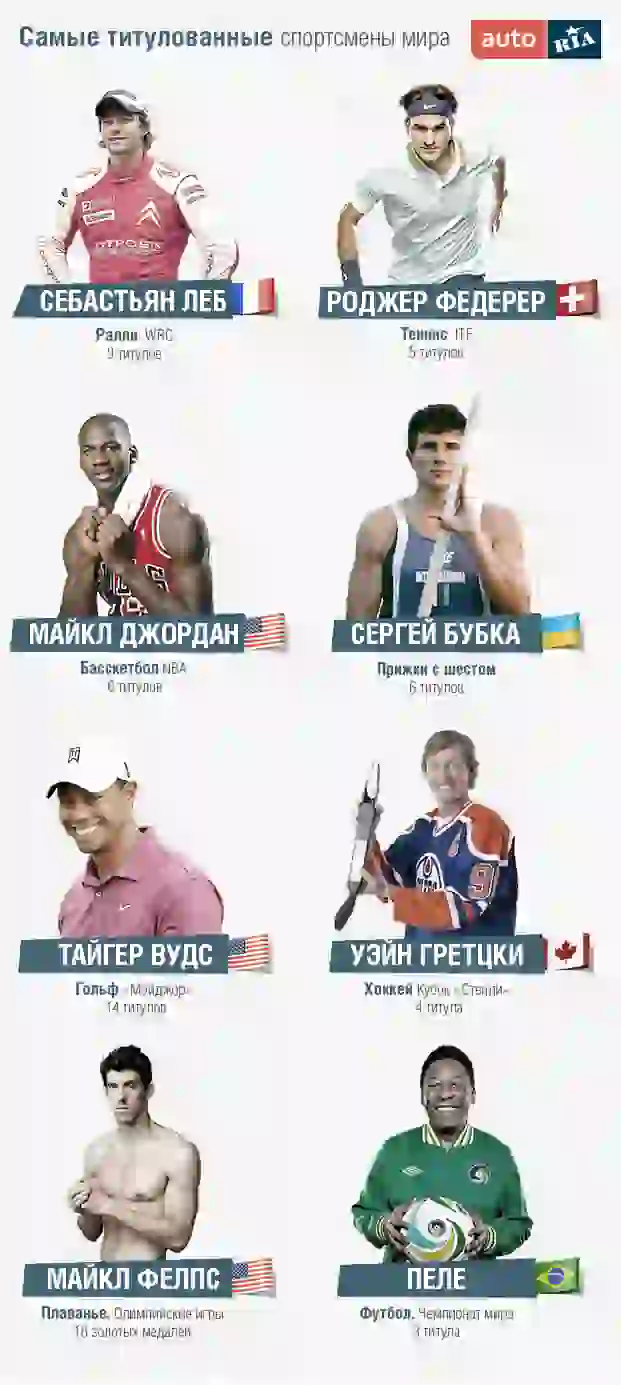 Самые титулованные спортсмены мира auto RIA
СЕБАСТЬЯН ЛЕБ
Ралли WRC
9 титулов
РОДЖЕР ФЕДЕРЕР
Теннис ITF
5 титулов
МАЙКЛ ДЖОРДАН
Басскетбол NBA
6 титулов
СЕРГЕЙ БУБКА
Прыжки с шестом
6 титулов
ТАЙГЕР ВУДС
Гольф «Мэйджор»
14 титулов
УЭЙН ГРЕТЦКИ
Хоккей Кубок «Стэнли»
4 титула
МАЙКЛ ФЕЛПС
Плаванье. Олимпийские игры
18 золотых медалей
ПЕЛЕ
Футбол. Чемпионат мира
3 титула